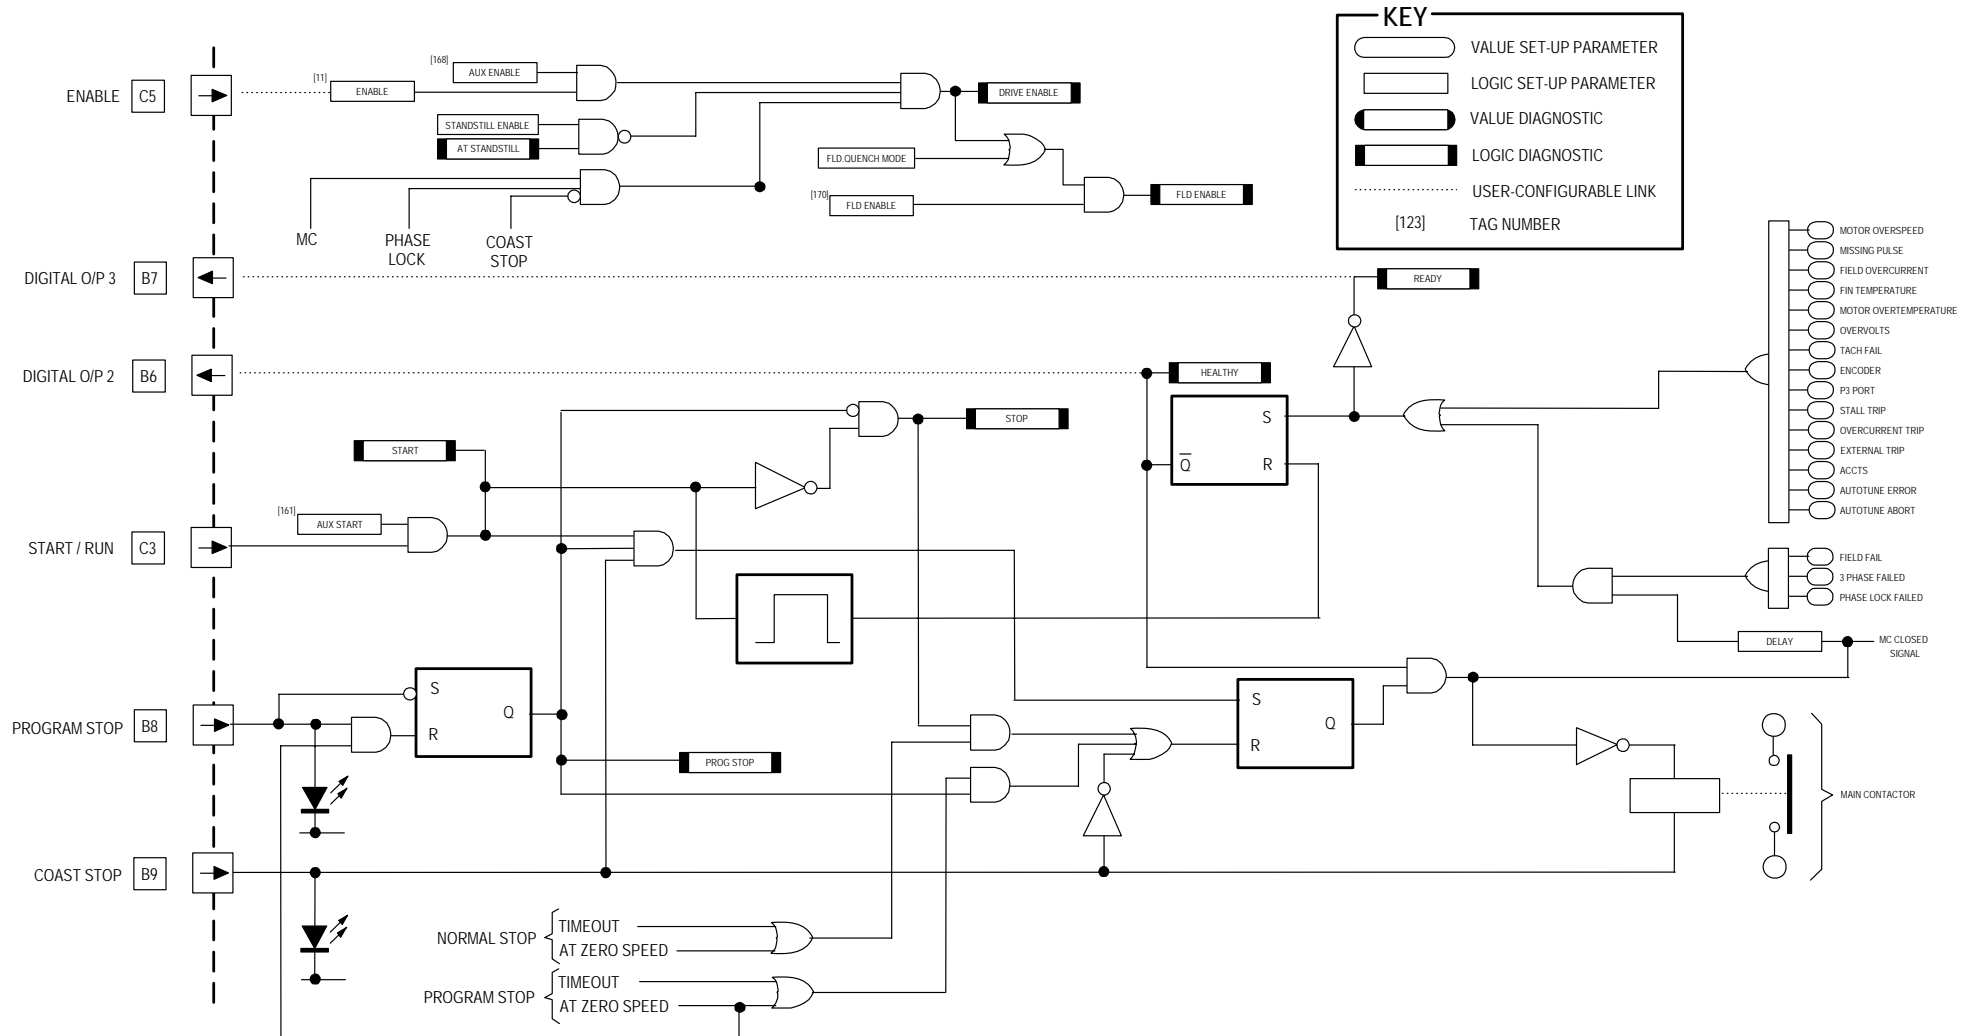 KEY
VALUE SET-UP PARAMETER
LOGIC SET-UP PARAMETER
VALUE DIAGNOSTIC
LOGIC DIAGNOSTIC
USER-CONFIGURABLE LINK
[123] TAG NUMBER
ENABLE C5
[11]
ENABLE
[168]
AUX ENABLE
STANDSTILL ENABLE
AT STANDSTILL
DRIVE ENABLE
FLD.QUENCH MODE
[170]
FLD ENABLE
FLD ENABLE
MC
PHASE
LOCK
COAST
STOP
DIGITAL O/P 3 B7
READY
DIGITAL O/P 2 B6
HEALTHY
S
Q
R
STOP
START
[161]
AUX START
START / RUN C3
MOTOR OVERSPEED
MISSING PULSE
FIELD OVERCURRENT
FIN TEMPERATURE
MOTOR OVERTEMPERATURE
OVERVOLTS
TACH FAIL
ENCODER
P3 PORT
STALL TRIP
OVERCURRENT TRIP
EXTERNAL TRIP
ACCTS
AUTOTUNE ERROR
AUTOTUNE ABORT
FIELD FAIL
3 PHASE FAILED
PHASE LOCK FAILED
DELAY
MC CLOSED
SIGNAL
PROGRAM STOP B8
S
Q
R
PROG STOP
S
Q
R
MAIN CONTACTOR
COAST STOP B9
NORMAL STOP
TIMEOUT
AT ZERO SPEED
PROGRAM STOP
TIMEOUT
AT ZERO SPEED